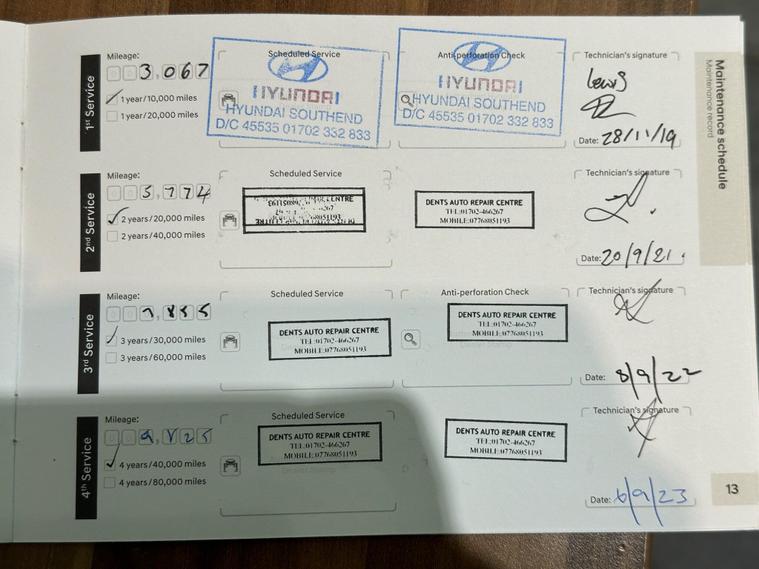 Maintenance schedule
Maintenance record
1st Service
Mileage:
3,067
1 year/10,000 miles
1 year/20,000 miles
Scheduled Service
HYUNDAI
HYUNDAI SOUTHEND
D/C 45535 01702 332 833
Anti-perforation Check
HYUNDAI
HYUNDAI SOUTHEND
D/C 45535 01702 332 833
Technician's signature
Lewis
Date: 28/11/19
2nd Service
Mileage:
5,774
2 years/20,000 miles
2 years/40,000 miles
Scheduled Service
DENTS AUTO REPAIR CENTRE
TEL:01702-466267
MOBILE:07768051193
Technician's signature
Date: 20/9/21
3rd Service
Mileage:
7,855
3 years/30,000 miles
3 years/60,000 miles
Scheduled Service
DENTS AUTO REPAIR CENTRE
TEL:01702-466267
MOBILE:07768051193
Anti-perforation Check
DENTS AUTO REPAIR CENTRE
TEL:01702-466267
MOBILE:07768051193
Technician's signature
Date: 8/9/22
4th Service
Mileage:
4 years/40,000 miles
4 years/80,000 miles
Scheduled Service
DENTS AUTO REPAIR CENTRE
TEL:01702-466267
MOBILE:07768051193
DENTS AUTO REPAIR CENTRE
TEL:01702-466267
MOBILE:07768051193
Technician's signature
Date: 6/9/23
13